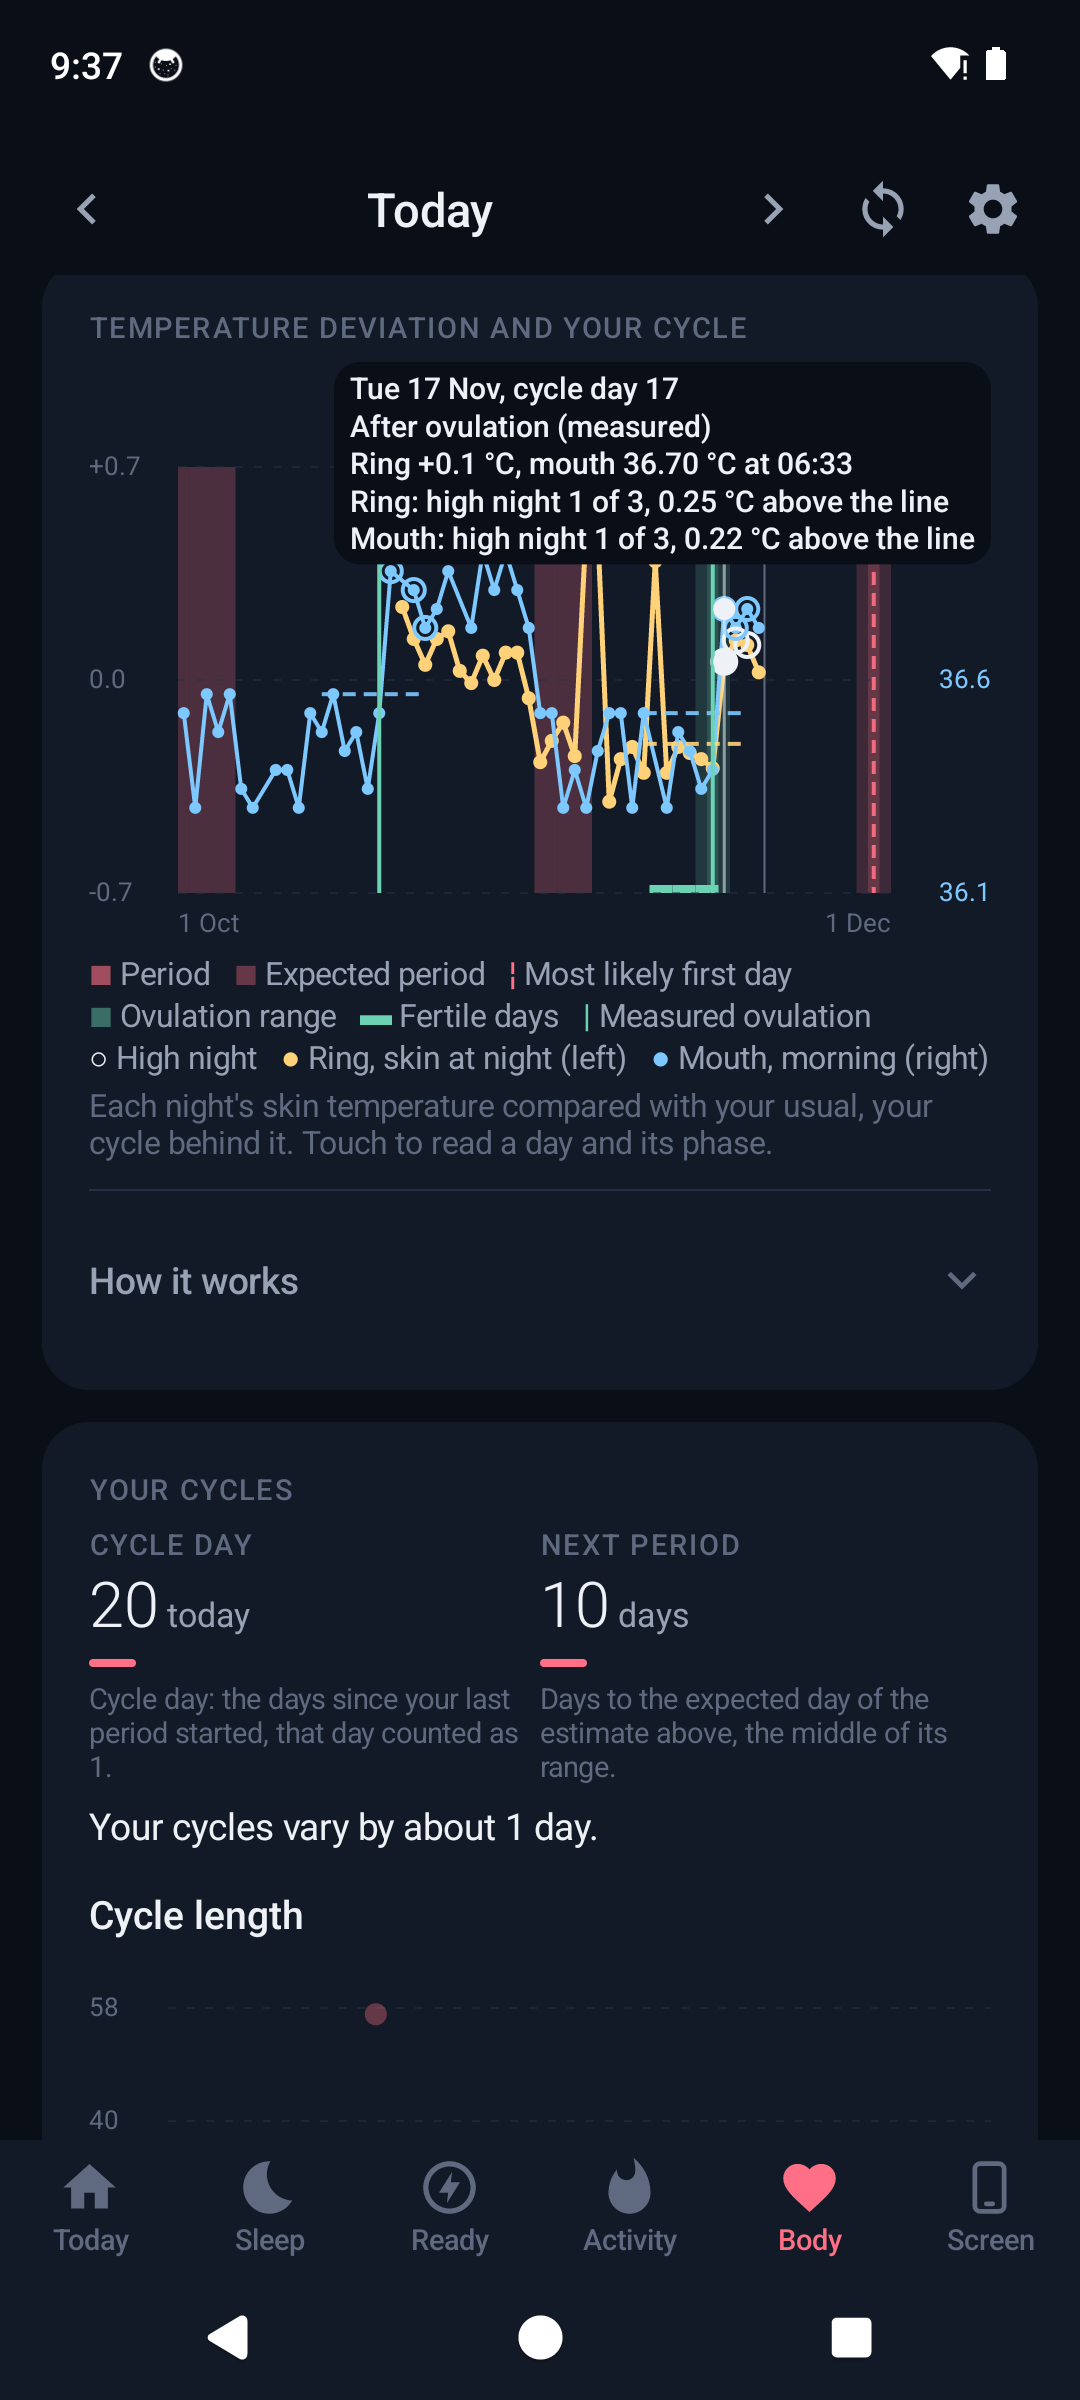 9:37
Today
TEMPERATURE DEVIATION AND YOUR CYCLE
Tue 17 Nov, cycle day 17
After ovulation (measured)
Ring +0.1 °C, mouth 36.70 °C at 06:33
Ring: high night 1 of 3, 0.25 °C above the line
Mouth: high night 1 of 3, 0.22 °C above the line
+0.7
0.0 36.6
-0.7 36.1
1 Oct 1 Dec
Period Expected period Most likely first day
Ovulation range Fertile days Measured ovulation
High night Ring, skin at night (left) Mouth, morning (right)
Each night's skin temperature compared with your usual, your
cycle behind it. Touch to read a day and its phase.
How it works
YOUR CYCLES
CYCLE DAY NEXT PERIOD
20 today 10 days
Cycle day: the days since your last Days to the expected day of the
period started, that day counted as estimate above, the middle of its
1. range.
Your cycles vary by about 1 day.
Cycle length
58
40
Today Sleep Ready Activity Body Screen